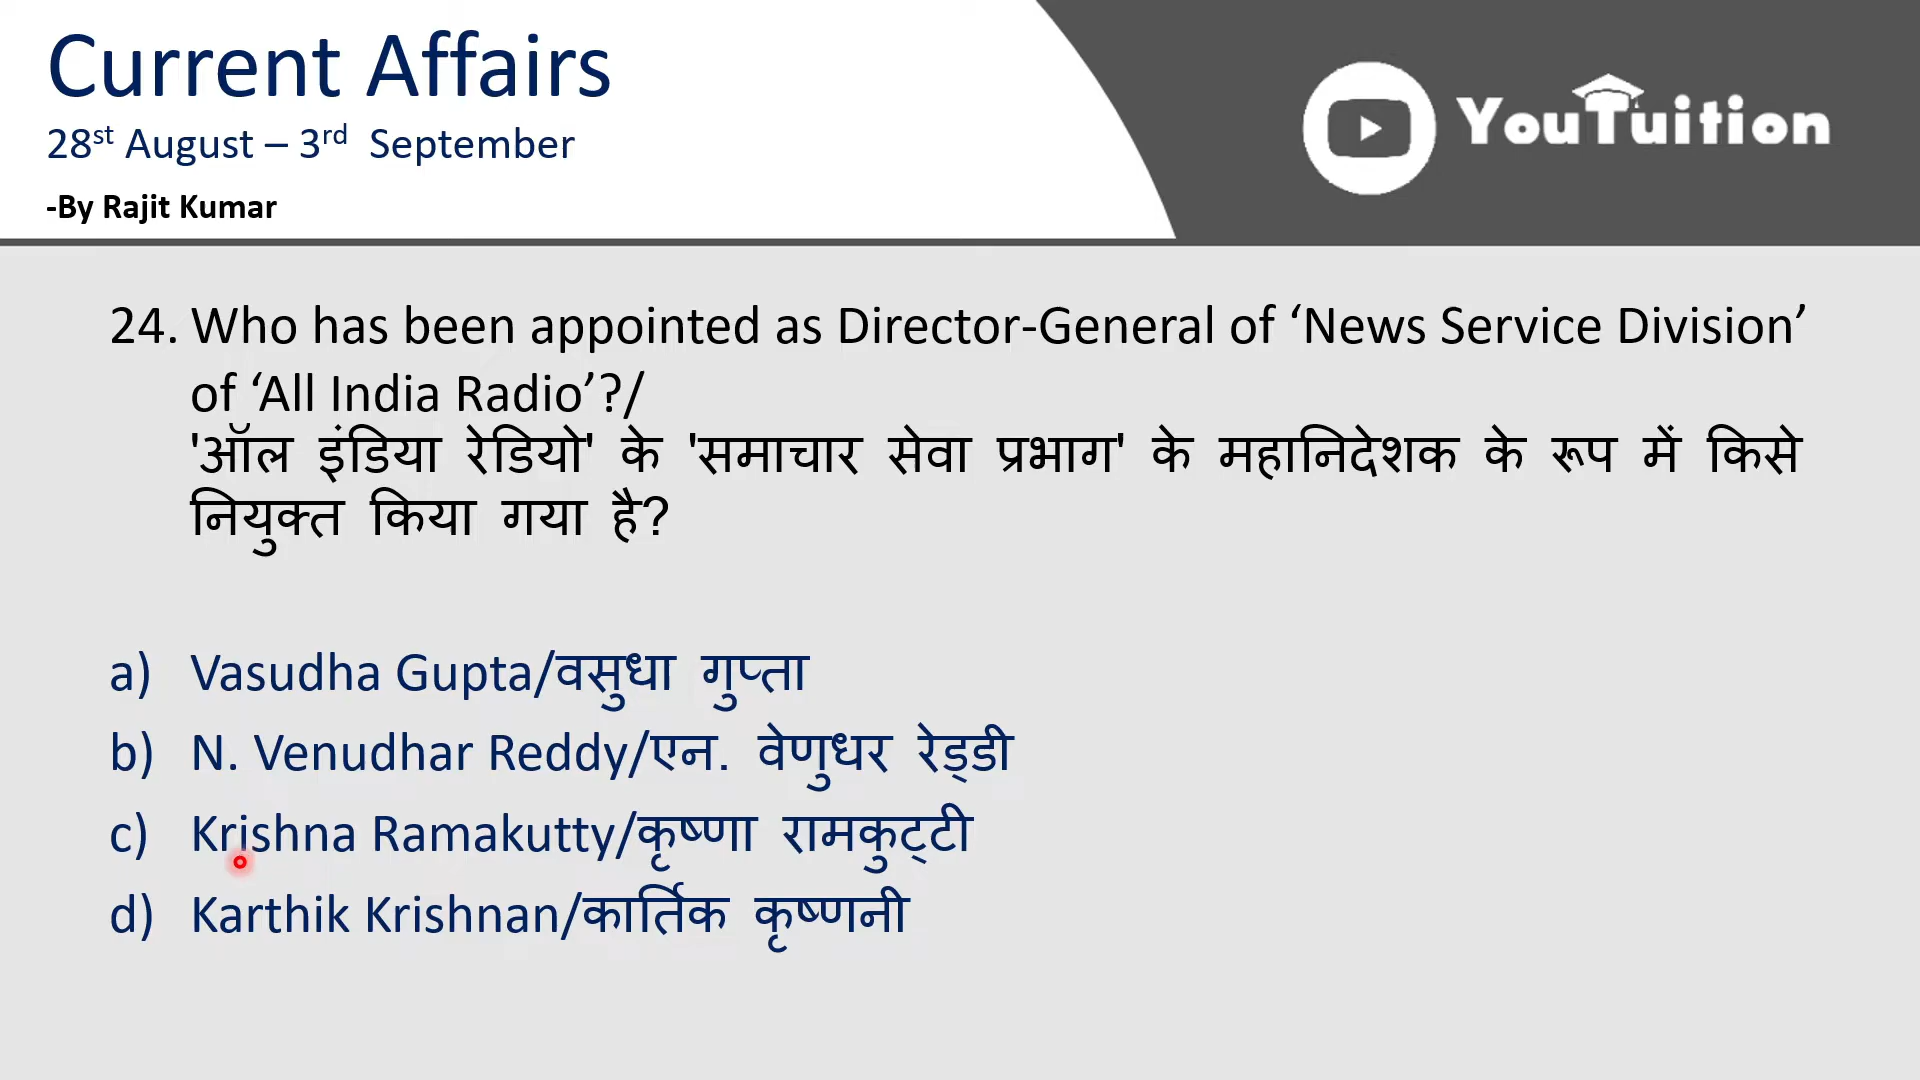 Current Affairs
28st August – 3rd September
-By Rajit Kumar
YouTuition
24. Who has been appointed as Director-General of ‘News Service Division’
of ‘All India Radio’?/
'ऑल इंडिया रेडियो' के 'समाचार सेवा प्रभाग' के महानिदेशक के रूप में किसे
नियुक्त किया गया है?
a) Vasudha Gupta/वसुधा गुप्ता
b) N. Venudhar Reddy/एन. वेणुधर रेड्डी
c) Krishna Ramakutty/कृष्णा रामकुट्टी
d) Karthik Krishnan/कार्तिक कृष्णनी